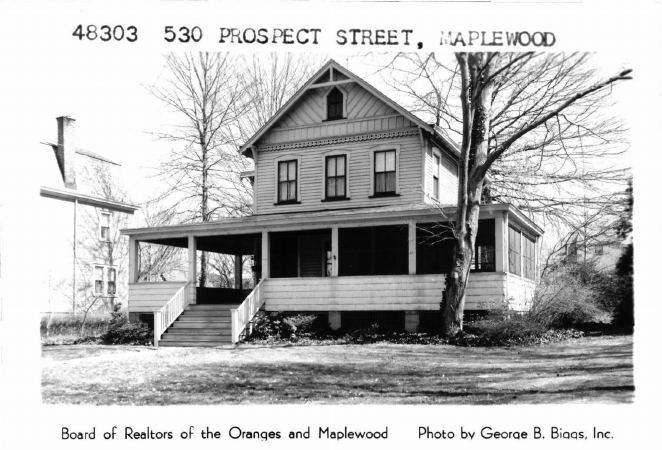 48303 530 PROSPECT STREET, MAPLEWOOD
Board of Realtors of the Oranges and Maplewood Photo by George B. Biggs, Inc.